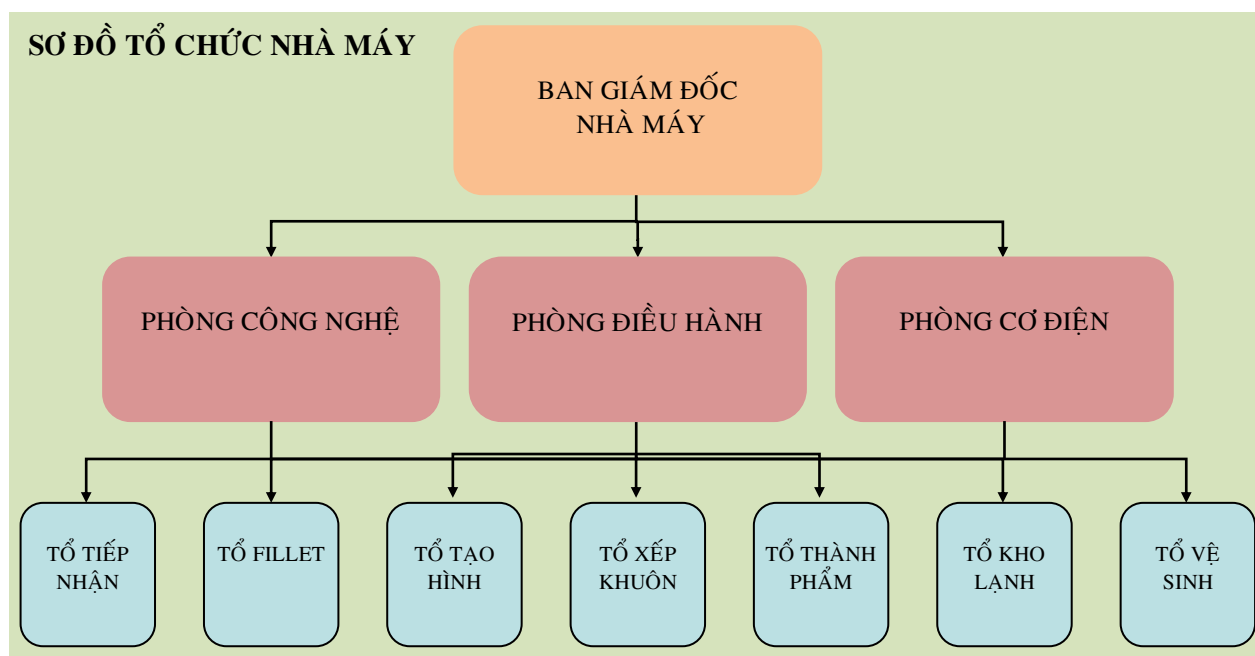 SƠ ĐỒ TỔ CHỨC NHÀ MÁY
BAN GIÁM ĐỐC
NHÀ MÁY
PHÒNG CÔNG NGHỆ
PHÒNG ĐIỀU HÀNH
PHÒNG CƠ ĐIỆN
TỔ TIẾP
NHẬN
TỔ FILLET
TỔ TẠO
HÌNH
TỔ XẾP
KHUÔN
TỔ THÀNH
PHẨM
TỔ KHO
LẠNH
TỔ VỆ
SINH